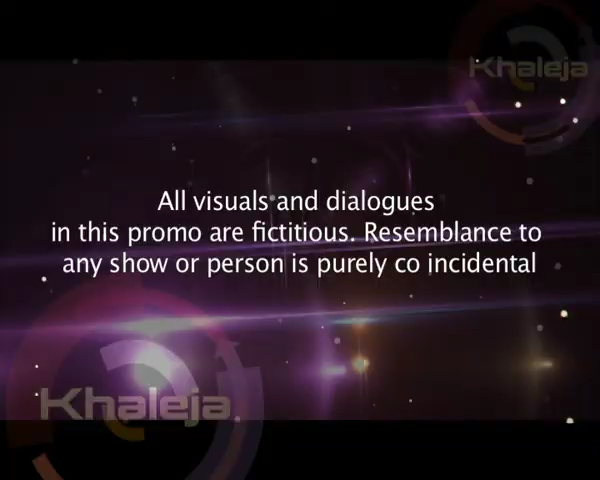 Khaleja
All visuals and dialogues
in this promo are fictitious. Resemblance to
any show or person is purely co incidental
Khaleja